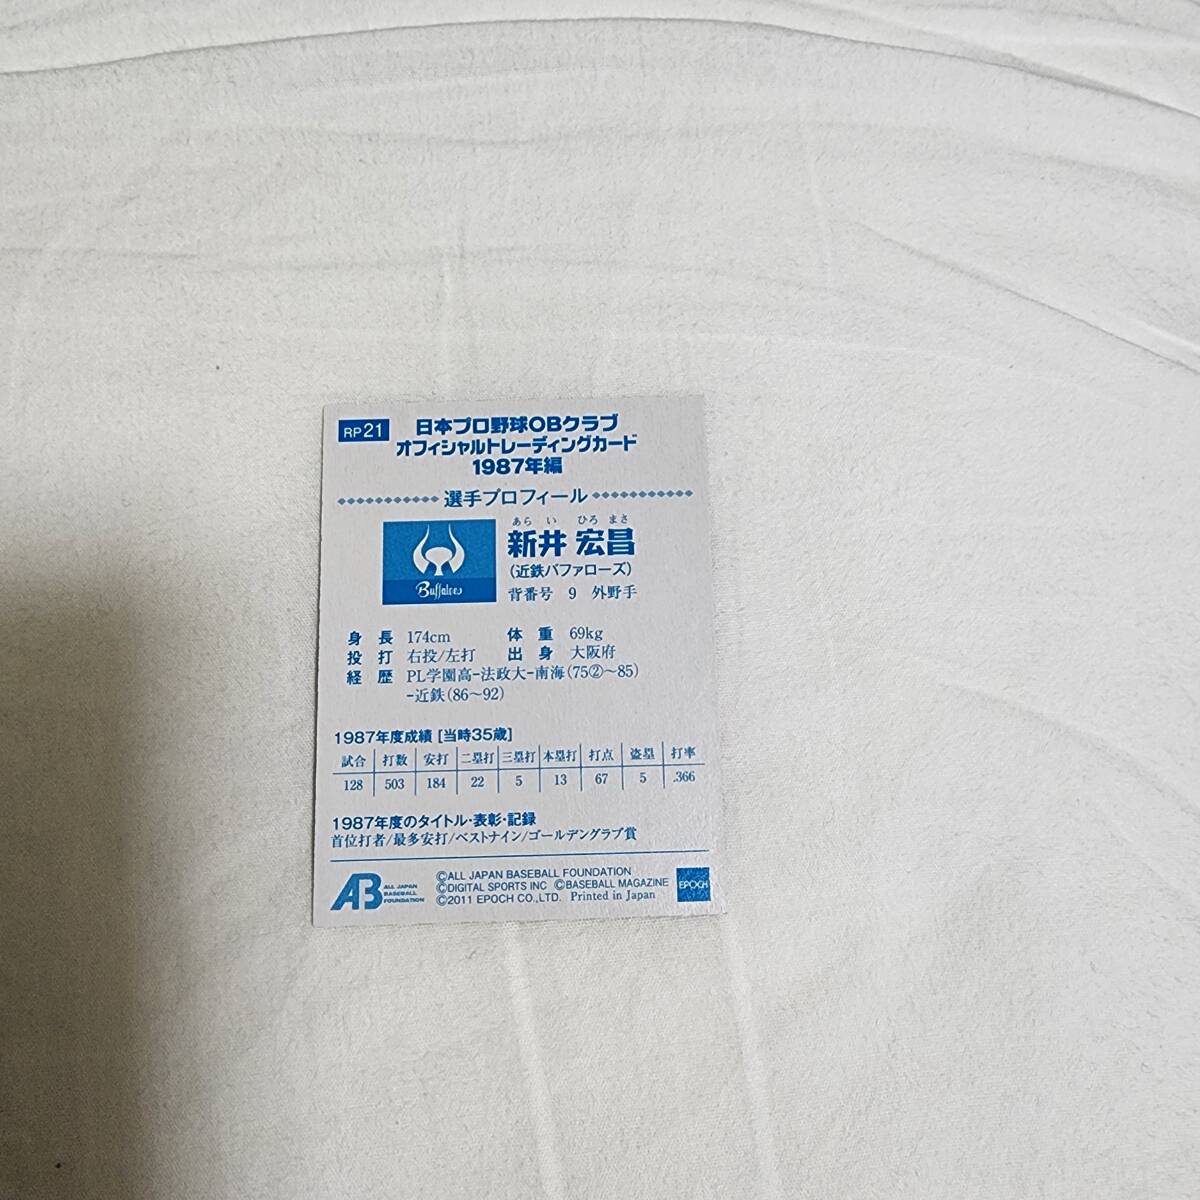 RP21
日本プロ野球OBクラブ
オフィシャルトレーディングカード
1987年編
選手プロフィール
あら い ひろ まさ
新井 宏昌
(近鉄バファローズ)
Buffaloes
背番号 9 外野手
身長 174cm 体重 69kg
投打 右投/左打 出身 大阪府
経歴 PL学園高-法政大-南海(75②〜85)
-近鉄(86〜92)
1987年度成績 [当時35歳]
試合 打数 安打 二塁打 三塁打 本塁打 打点 盗塁 打率
128 503 184 22 5 13 67 5 .366
1987年度のタイトル・表彰・記録
首位打者/最多安打/ベストナイン/ゴールデングラブ賞
AB ALL JAPAN
BASEBALL
FOUNDATION
©ALL JAPAN BASEBALL FOUNDATION
©DIGITAL SPORTS INC ©BASEBALL MAGAZINE
©2011 EPOCH CO.,LTD. Printed in Japan
EPOCH